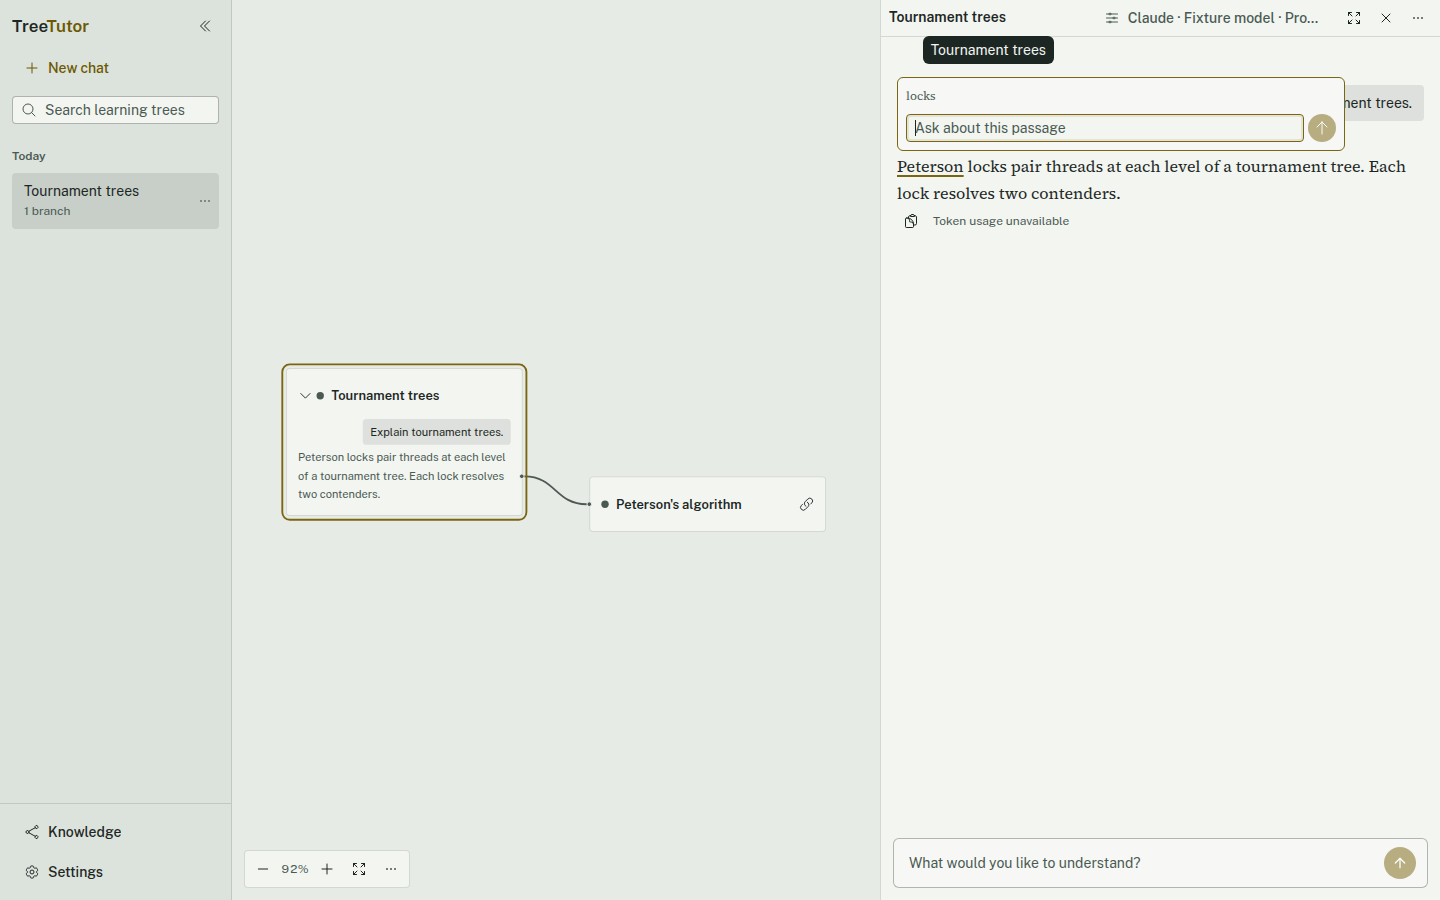 TreeTutor
New chat
Search learning trees
Today
Tournament trees
1 branch
Knowledge
Settings
Tournament trees
Explain tournament trees.
Peterson locks pair threads at each level
of a tournament tree. Each lock resolves
two contenders.
Peterson's algorithm
92%
Tournament trees
Claude · Fixture model · Pro...
Tournament trees
locks
Ask about this passage
trees.
Peterson locks pair threads at each level of a tournament tree. Each
lock resolves two contenders.
Token usage unavailable
What would you like to understand?